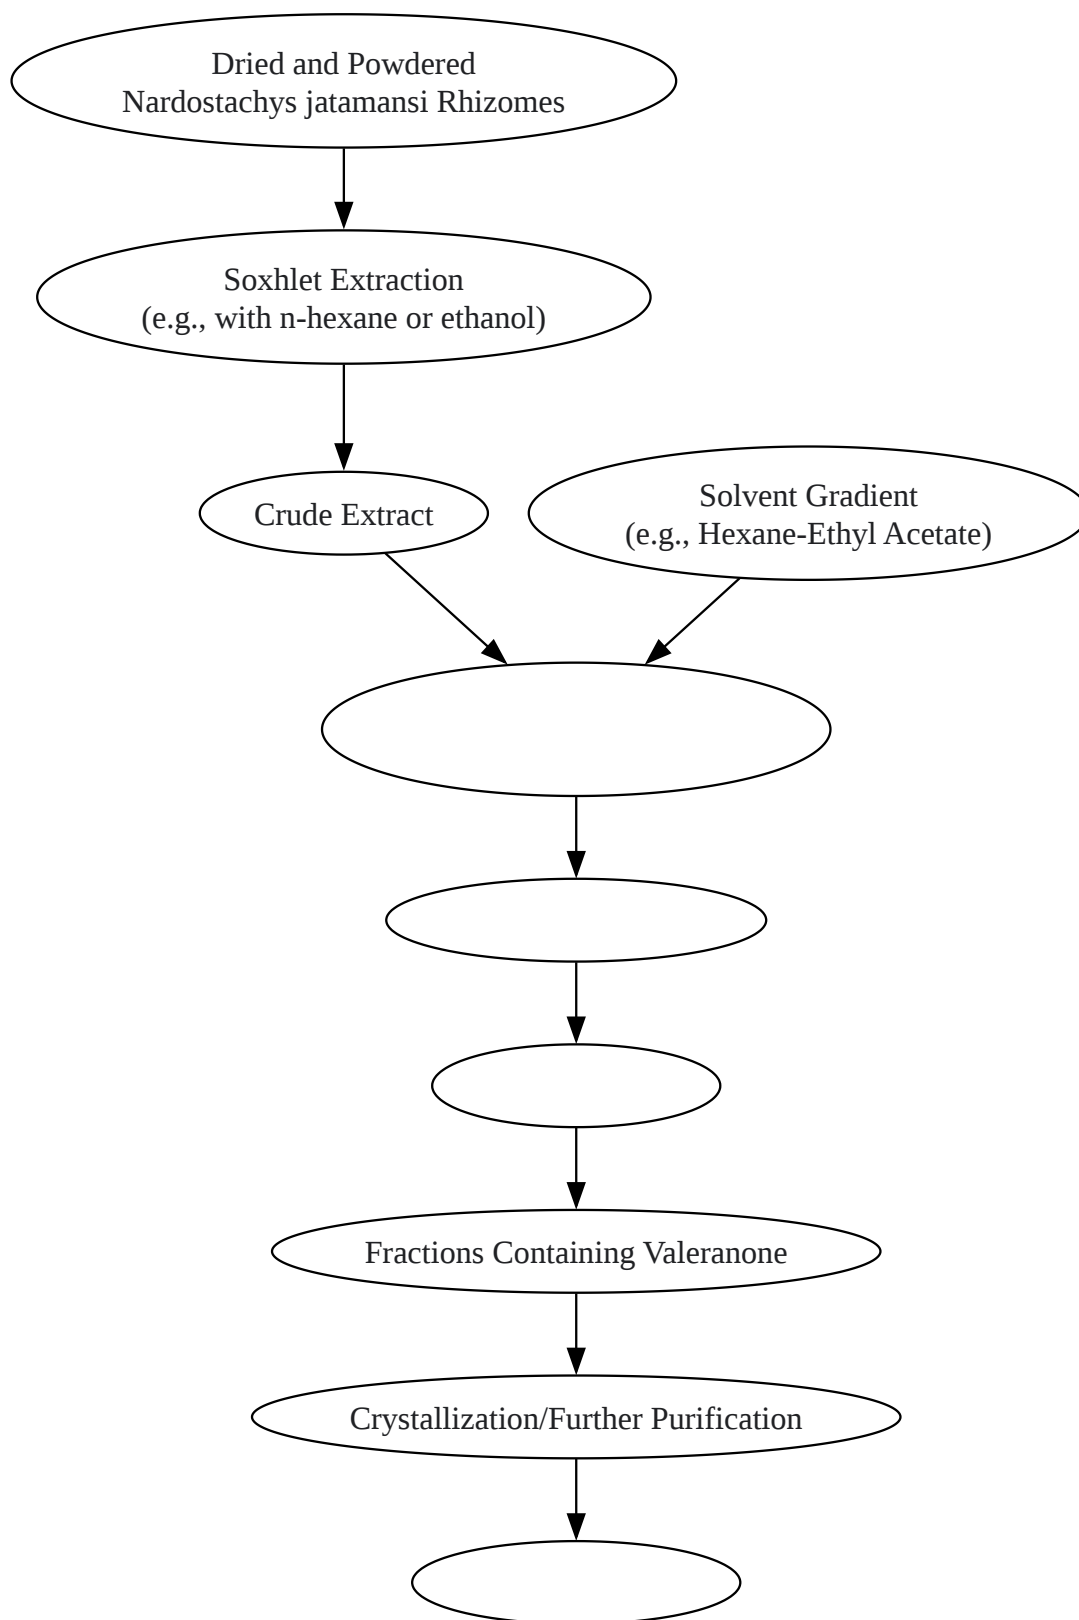 Dried and Powdered
Nardostachys jatamansi Rhizomes
Soxhlet Extraction
(e.g., with n-hexane or ethanol)
Crude Extract
Solvent Gradient
(e.g., Hexane-Ethyl Acetate)
Fractions Containing Valeranone
Crystallization/Further Purification